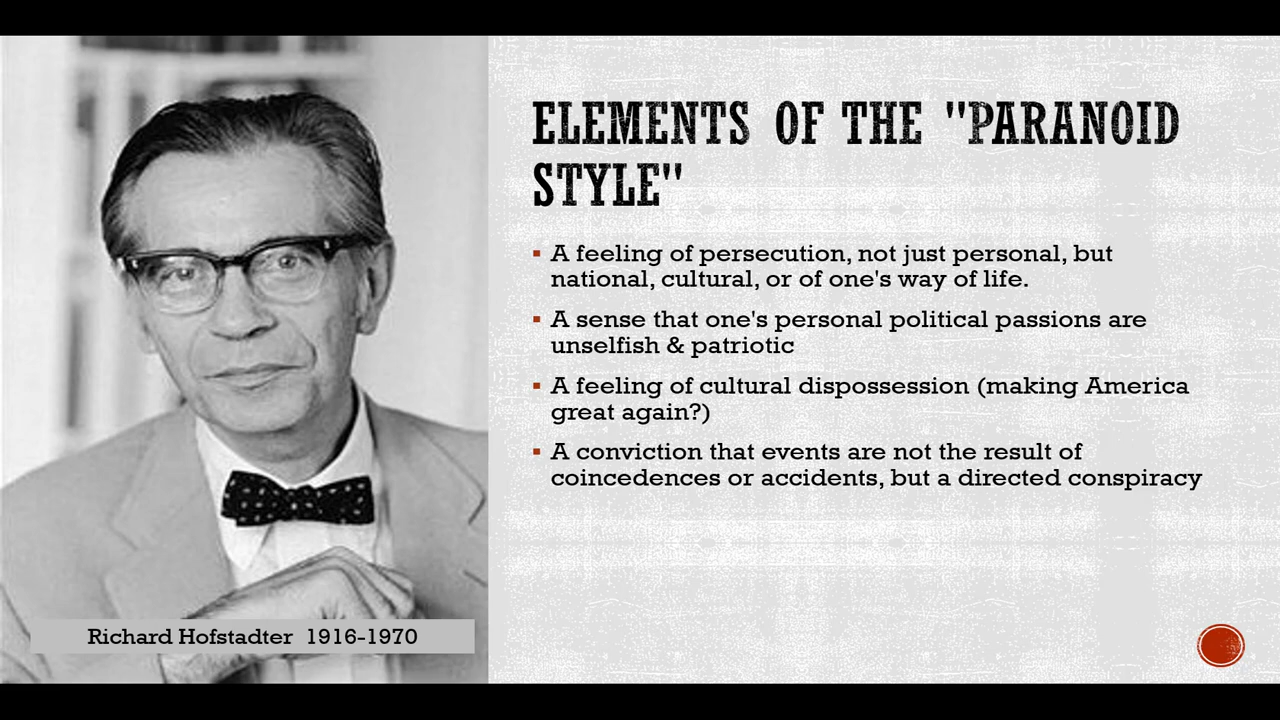 ELEMENTS OF THE "PARANOID
STYLE"
▪ A feeling of persecution, not just personal, but
national, cultural, or of one's way of life.
▪ A sense that one's personal political passions are
unselfish & patriotic
▪ A feeling of cultural dispossession (making America
great again?)
▪ A conviction that events are not the result of
coincedences or accidents, but a directed conspiracy
Richard Hofstadter 1916-1970